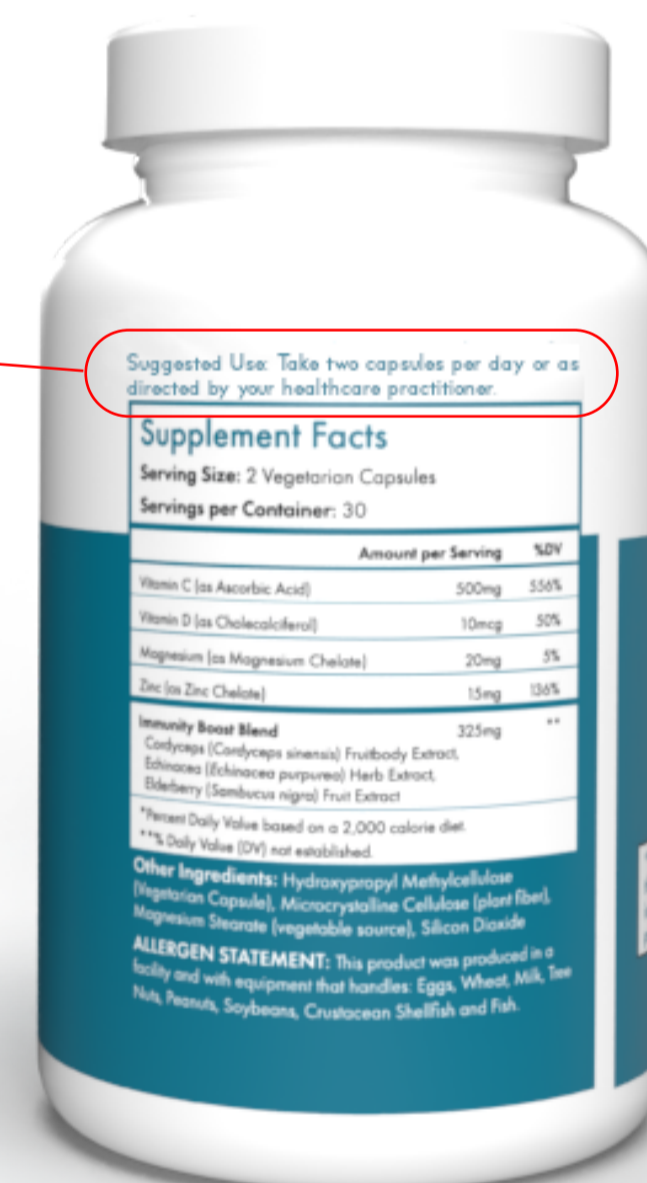 Suggested Use: Take two capsules per day or as
directed by your healthcare practitioner.
Supplement Facts
Serving Size: 2 Vegetarian Capsules
Servings per Container: 30
Amount per Serving %DV
Vitamin C (as Ascorbic Acid) 500mg 556%
Vitamin D (as Cholecalciferol) 10mcg 50%
Magnesium (as Magnesium Chelate) 20mg 5%
Zinc (as Zinc Chelate) 15mg 136%
Immunity Boost Blend 325mg **
Cordyceps (Cordyceps sinensis) Fruitbody Extract,
Echinacea (Echinacea purpurea) Herb Extract,
Elderberry (Sambucus nigra) Fruit Extract
*Percent Daily Value based on a 2,000 calorie diet.
**% Daily Value (DV) not established.
Other Ingredients: Hydroxypropyl Methylcellulose
(Vegetarian Capsule), Microcrystalline Cellulose (plant fiber),
Magnesium Stearate (vegetable source), Silicon Dioxide
ALLERGEN STATEMENT: This product was produced in a
facility and with equipment that handles: Eggs, Wheat, Milk, Tree
Nuts, Peanuts, Soybeans, Crustacean Shellfish and Fish.